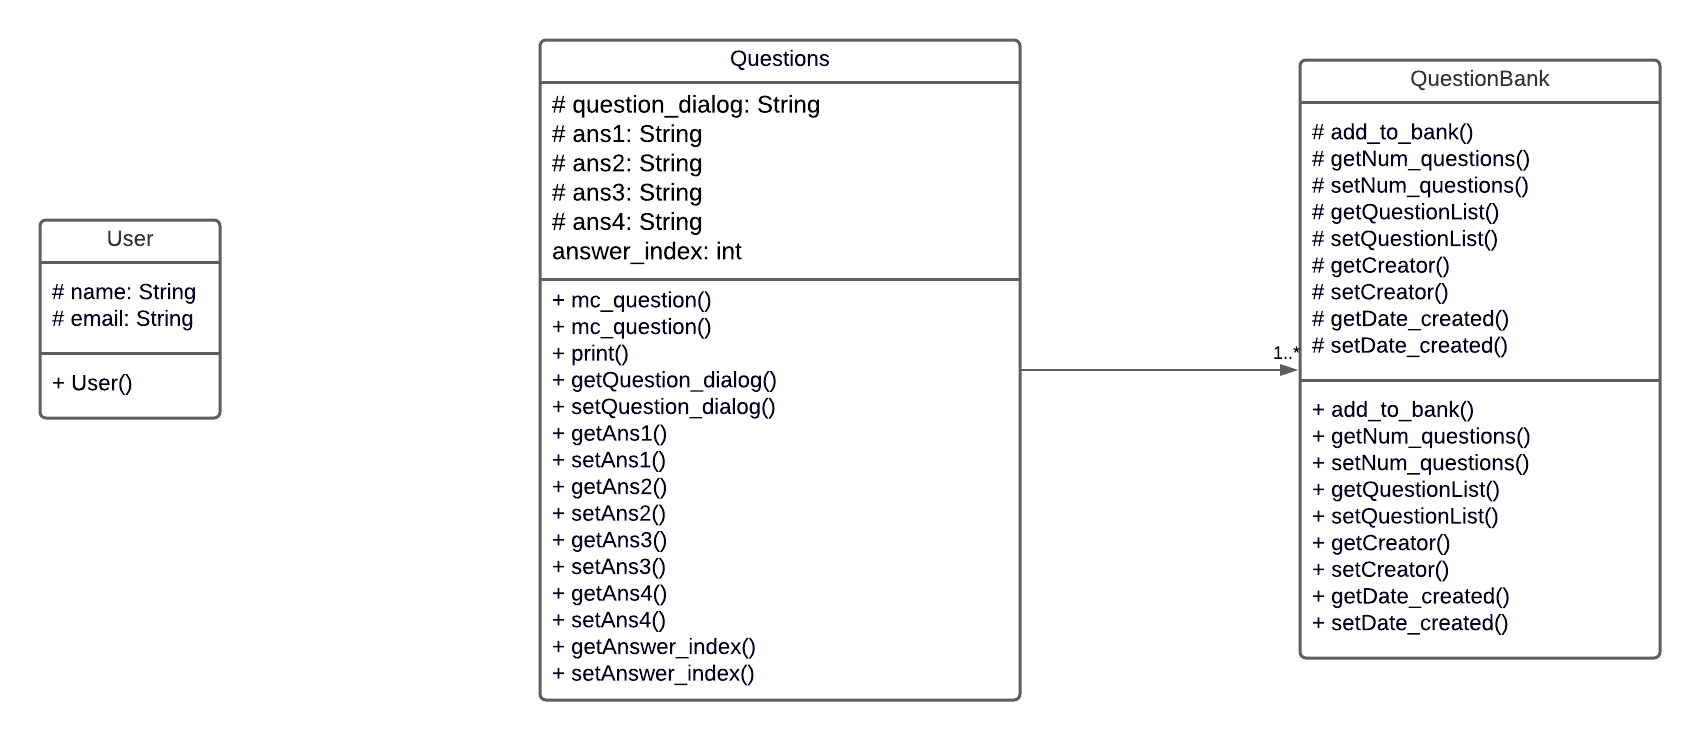 User
# name: String
# email: String
+ User()
Questions
# question_dialog: String
# ans1: String
# ans2: String
# ans3: String
# ans4: String
answer_index: int
+ mc_question()
+ mc_question()
+ print()
+ getQuestion_dialog()
+ setQuestion_dialog()
+ getAns1()
+ setAns1()
+ getAns2()
+ setAns2()
+ getAns3()
+ setAns3()
+ getAns4()
+ setAns4()
+ getAnswer_index()
+ setAnswer_index()
1..*
QuestionBank
# add_to_bank()
# getNum_questions()
# setNum_questions()
# getQuestionList()
# setQuestionList()
# getCreator()
# setCreator()
# getDate_created()
# setDate_created()
+ add_to_bank()
+ getNum_questions()
+ setNum_questions()
+ getQuestionList()
+ setQuestionList()
+ getCreator()
+ setCreator()
+ getDate_created()
+ setDate_created()